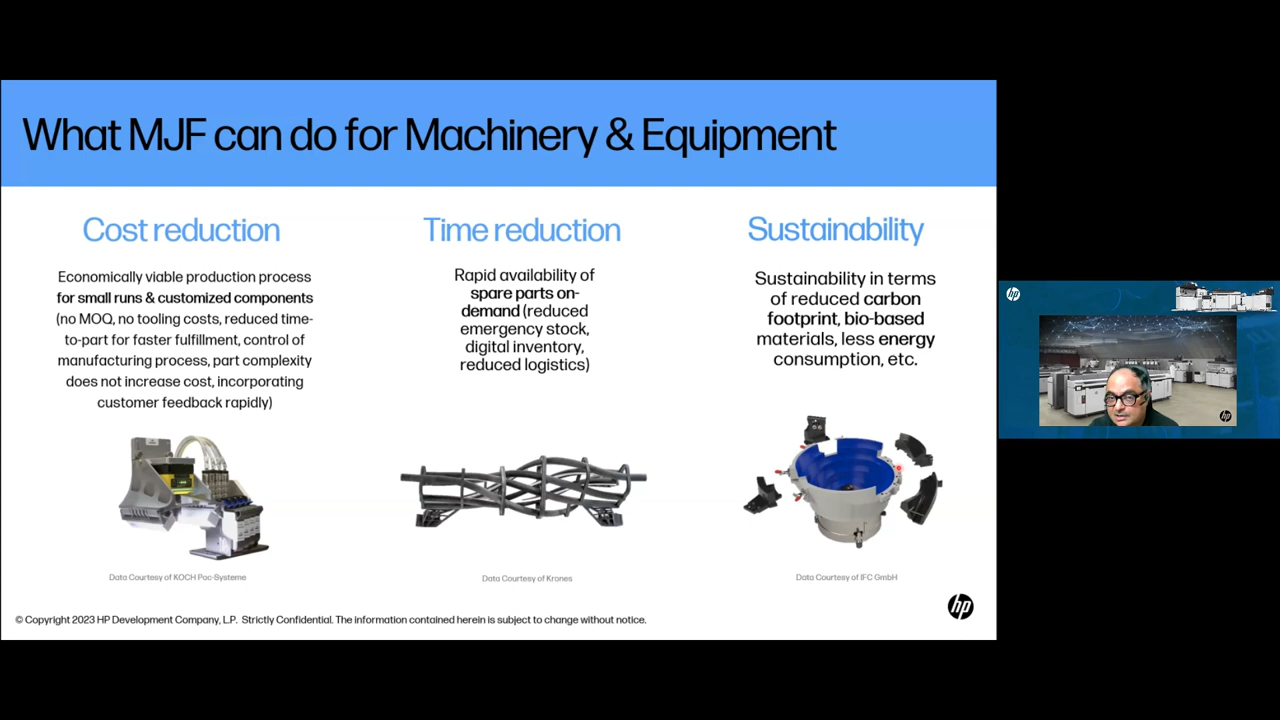 What MJF can do for Machinery & Equipment
Cost reduction
Economically viable production process
for small runs & customized components
(no MOQ, no tooling costs, reduced time-
to-part for faster fulfillment, control of
manufacturing process, part complexity
does not increase cost, incorporating
customer feedback rapidly)
Data Courtesy of KOCH Pac-Systeme
Time reduction
Rapid availability of
spare parts on-
demand (reduced
emergency stock,
digital inventory,
reduced logistics)
Data Courtesy of Krones
Sustainability
Sustainability in terms
of reduced carbon
footprint, bio-based
materials, less energy
consumption, etc.
Data Courtesy of IFC GmbH
© Copyright 2023 HP Development Company, L.P. Strictly Confidential. The information contained herein is subject to change without notice.
hp
hp
hp